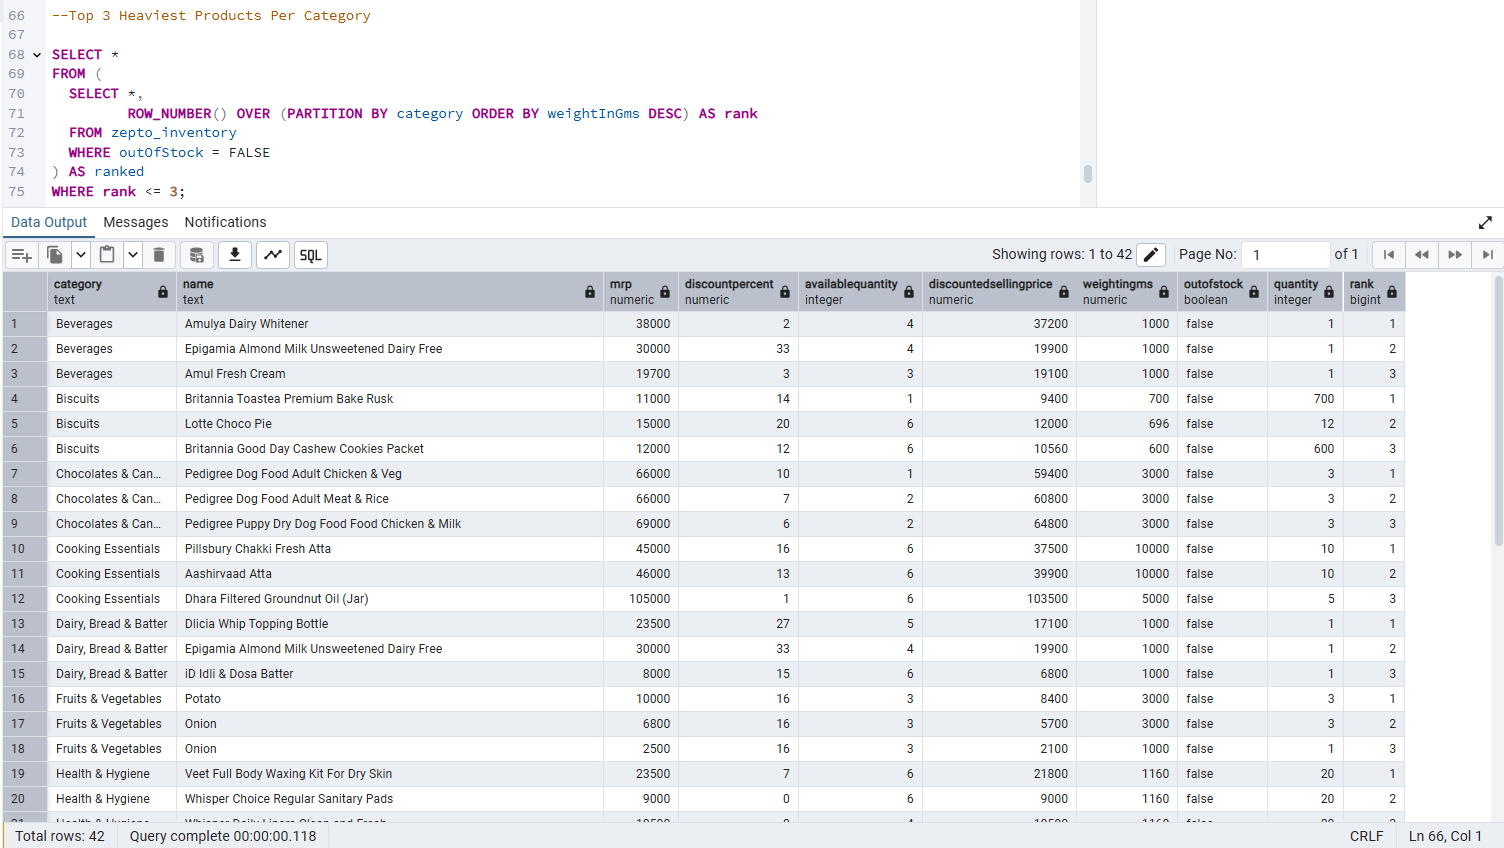 66 --Top 3 Heaviest Products Per Category
67
68 SELECT *
69 FROM (
70 SELECT *,
71 ROW_NUMBER() OVER (PARTITION BY category ORDER BY weightInGms DESC) AS rank
72 FROM zepto_inventory
73 WHERE outOfStock = FALSE
74 ) AS ranked
75 WHERE rank <= 3;
Data Output Messages Notifications
SQL Showing rows: 1 to 42 Page No: 1 of 1
category name mrp discountpercent availablequantity discountedsellingprice weightingms outofstock quantity rank
text text numeric numeric integer numeric numeric boolean integer bigint
1 Beverages Amulya Dairy Whitener 38000 2 4 37200 1000 false 1 1
2 Beverages Epigamia Almond Milk Unsweetened Dairy Free 30000 33 4 19900 1000 false 1 2
3 Beverages Amul Fresh Cream 19700 3 3 19100 1000 false 1 3
4 Biscuits Britannia Toastea Premium Bake Rusk 11000 14 1 9400 700 false 700 1
5 Biscuits Lotte Choco Pie 15000 20 6 12000 696 false 12 2
6 Biscuits Britannia Good Day Cashew Cookies Packet 12000 12 6 10560 600 false 600 3
7 Chocolates & Can... Pedigree Dog Food Adult Chicken & Veg 66000 10 1 59400 3000 false 3 1
8 Chocolates & Can... Pedigree Dog Food Adult Meat & Rice 66000 7 2 60800 3000 false 3 2
9 Chocolates & Can... Pedigree Puppy Dry Dog Food Food Chicken & Milk 69000 6 2 64800 3000 false 3 3
10 Cooking Essentials Pillsbury Chakki Fresh Atta 45000 16 6 37500 10000 false 10 1
11 Cooking Essentials Aashirvaad Atta 46000 13 6 39900 10000 false 10 2
12 Cooking Essentials Dhara Filtered Groundnut Oil (Jar) 105000 1 6 103500 5000 false 5 3
13 Dairy, Bread & Batter Dlicia Whip Topping Bottle 23500 27 5 17100 1000 false 1 1
14 Dairy, Bread & Batter Epigamia Almond Milk Unsweetened Dairy Free 30000 33 4 19900 1000 false 1 2
15 Dairy, Bread & Batter iD Idli & Dosa Batter 8000 15 6 6800 1000 false 1 3
16 Fruits & Vegetables Potato 10000 16 3 8400 3000 false 3 1
17 Fruits & Vegetables Onion 6800 16 3 5700 3000 false 3 2
18 Fruits & Vegetables Onion 2500 16 3 2100 1000 false 1 3
19 Health & Hygiene Veet Full Body Waxing Kit For Dry Skin 23500 7 6 21800 1160 false 20 1
20 Health & Hygiene Whisper Choice Regular Sanitary Pads 9000 0 6 9000 1160 false 20 2
Total rows: 42 Query complete 00:00:00.118 CRLF Ln 66, Col 1